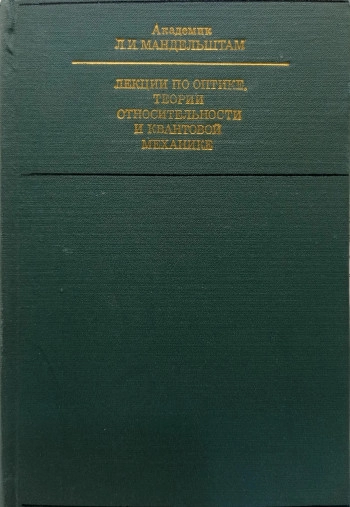 Академик
Л.И. МАНДЕЛЬШТАМ
ЛЕКЦИИ ПО ОПТИКЕ,
ТЕОРИИ
ОТНОСИТЕЛЬНОСТИ
И КВАНТОВОЙ
МЕХАНИКЕ